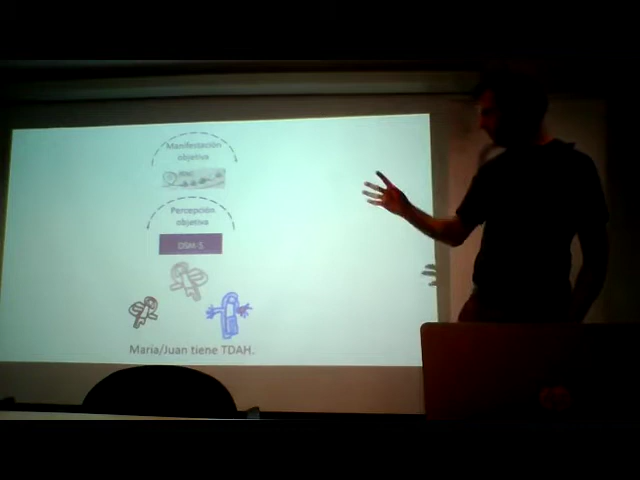 Manifestación
objetiva
Percepción
objetiva
DSM-5
María/Juan tiene TDAH.